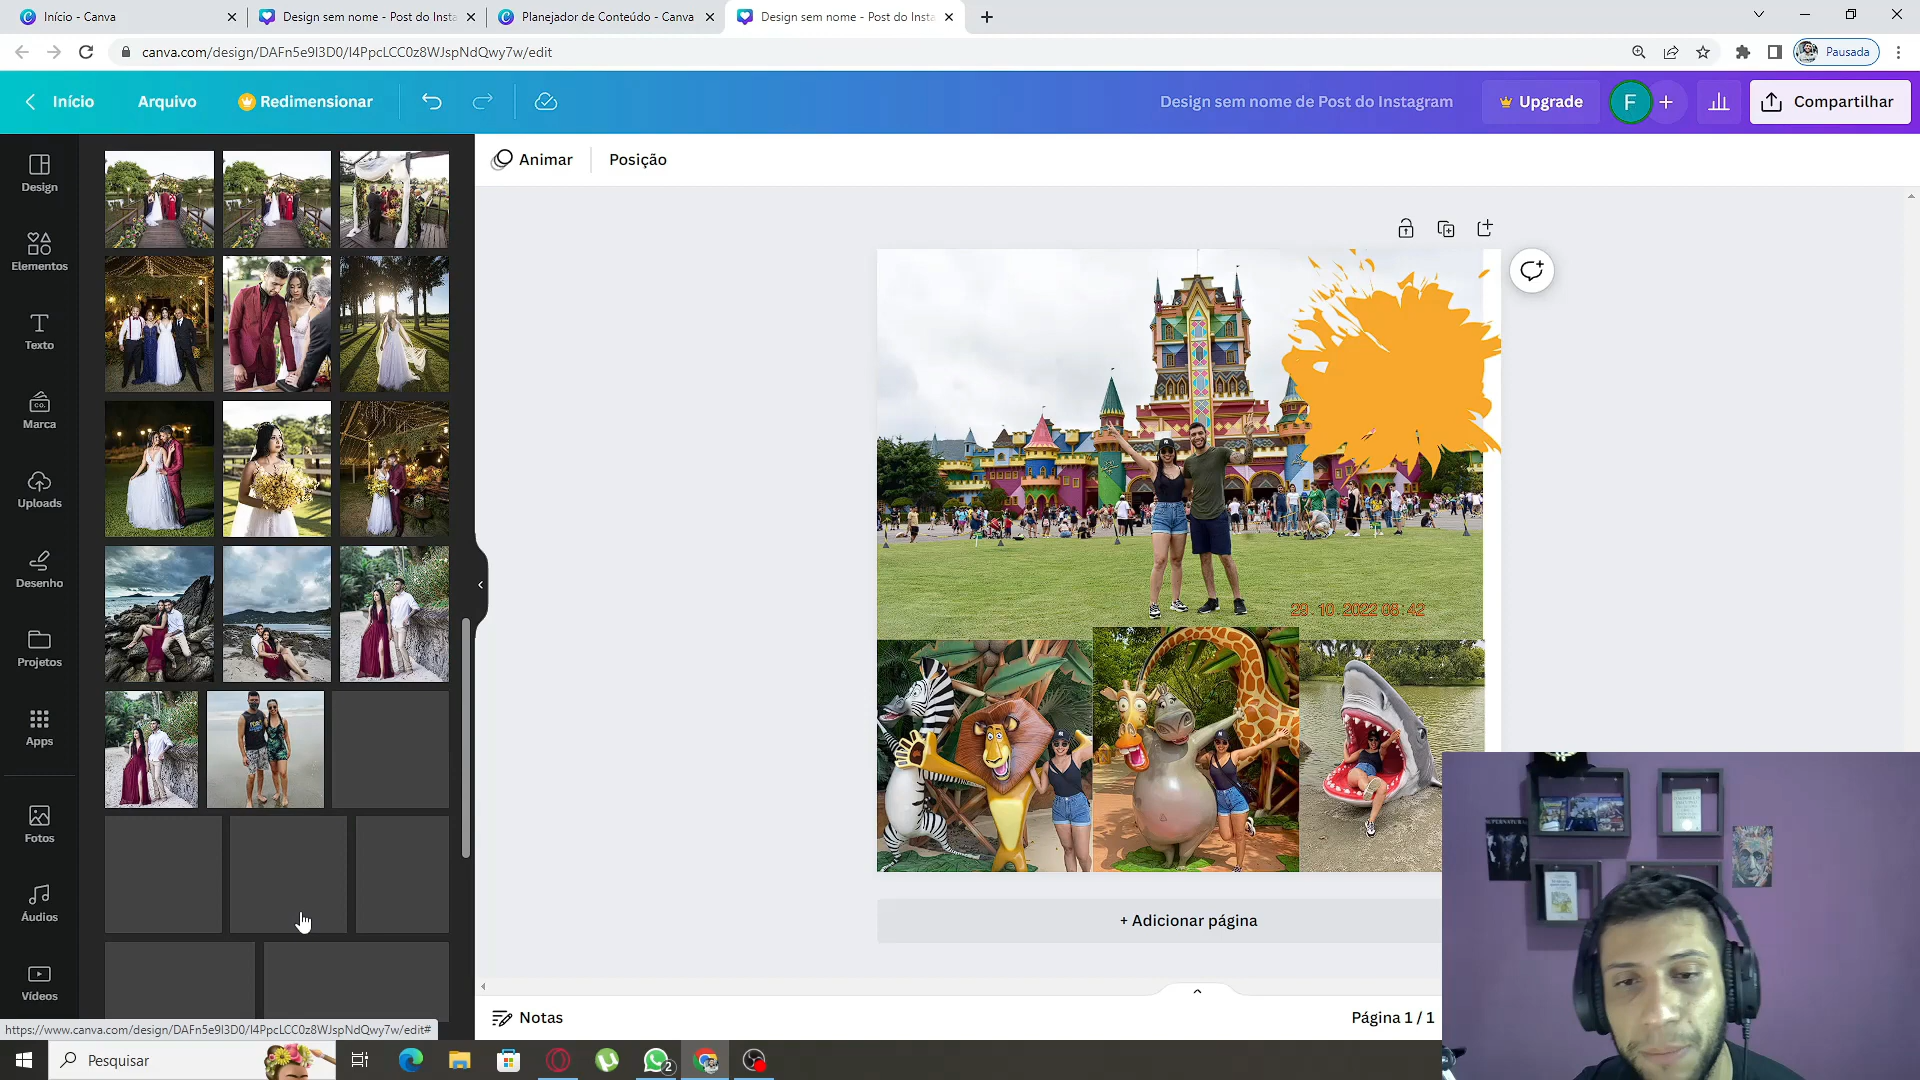 Início - Canva
Design sem nome - Post do Insta
Planejador de Conteúdo - Canva
Design sem nome - Post do Insta
canva.com/design/DAFn5e9I3D0/I4PpcLCC0z8WJspNdQwy7w/edit
Pausada
Início
Arquivo
Redimensionar
Design sem nome de Post do Instagram
Upgrade
F
Compartilhar
Animar
Posição
Design
Elementos
Texto
Marca
Uploads
Desenho
Projetos
Apps
Fotos
Áudios
Vídeos
29.10.2022 08:42
+ Adicionar página
Notas
Página 1 / 1
https://www.canva.com/design/DAFn5e9I3D0/I4PpcLCC0z8WJspNdQwy7w/edit#
Pesquisar
2